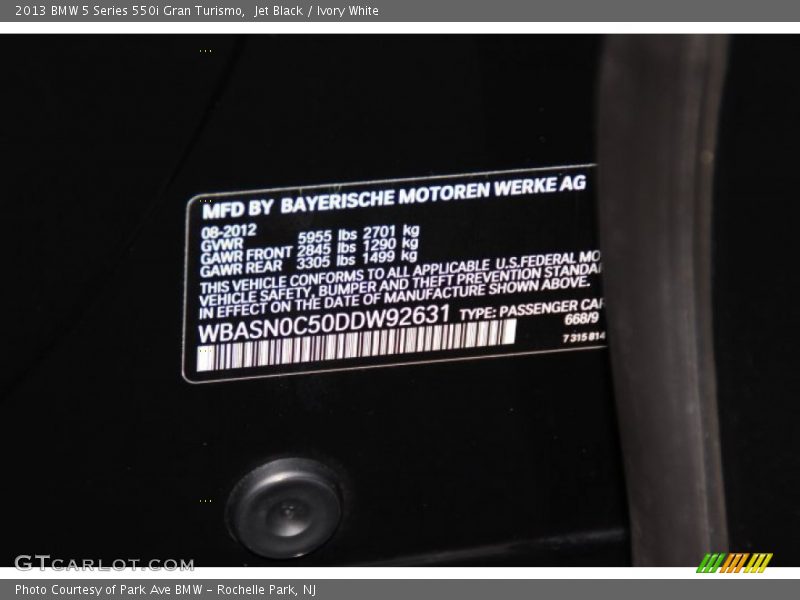 2013 BMW 5 Series 550i Gran Turismo, Jet Black / Ivory White
MFD BY BAYERISCHE MOTOREN WERKE AG
08-2012
GVWR 5955 lbs 2701 kg
GAWR FRONT 2845 lbs 1290 kg
GAWR REAR 3305 lbs 1499 kg
THIS VEHICLE CONFORMS TO ALL APPLICABLE U.S.FEDERAL MO
VEHICLE SAFETY, BUMPER AND THEFT PREVENTION STANDA
IN EFFECT ON THE DATE OF MANUFACTURE SHOWN ABOVE.
WBASN0C50DDW92631 TYPE: PASSENGER CAR
668/9
7 315 814
GTCARLOT.COM
Photo Courtesy of Park Ave BMW - Rochelle Park, NJ